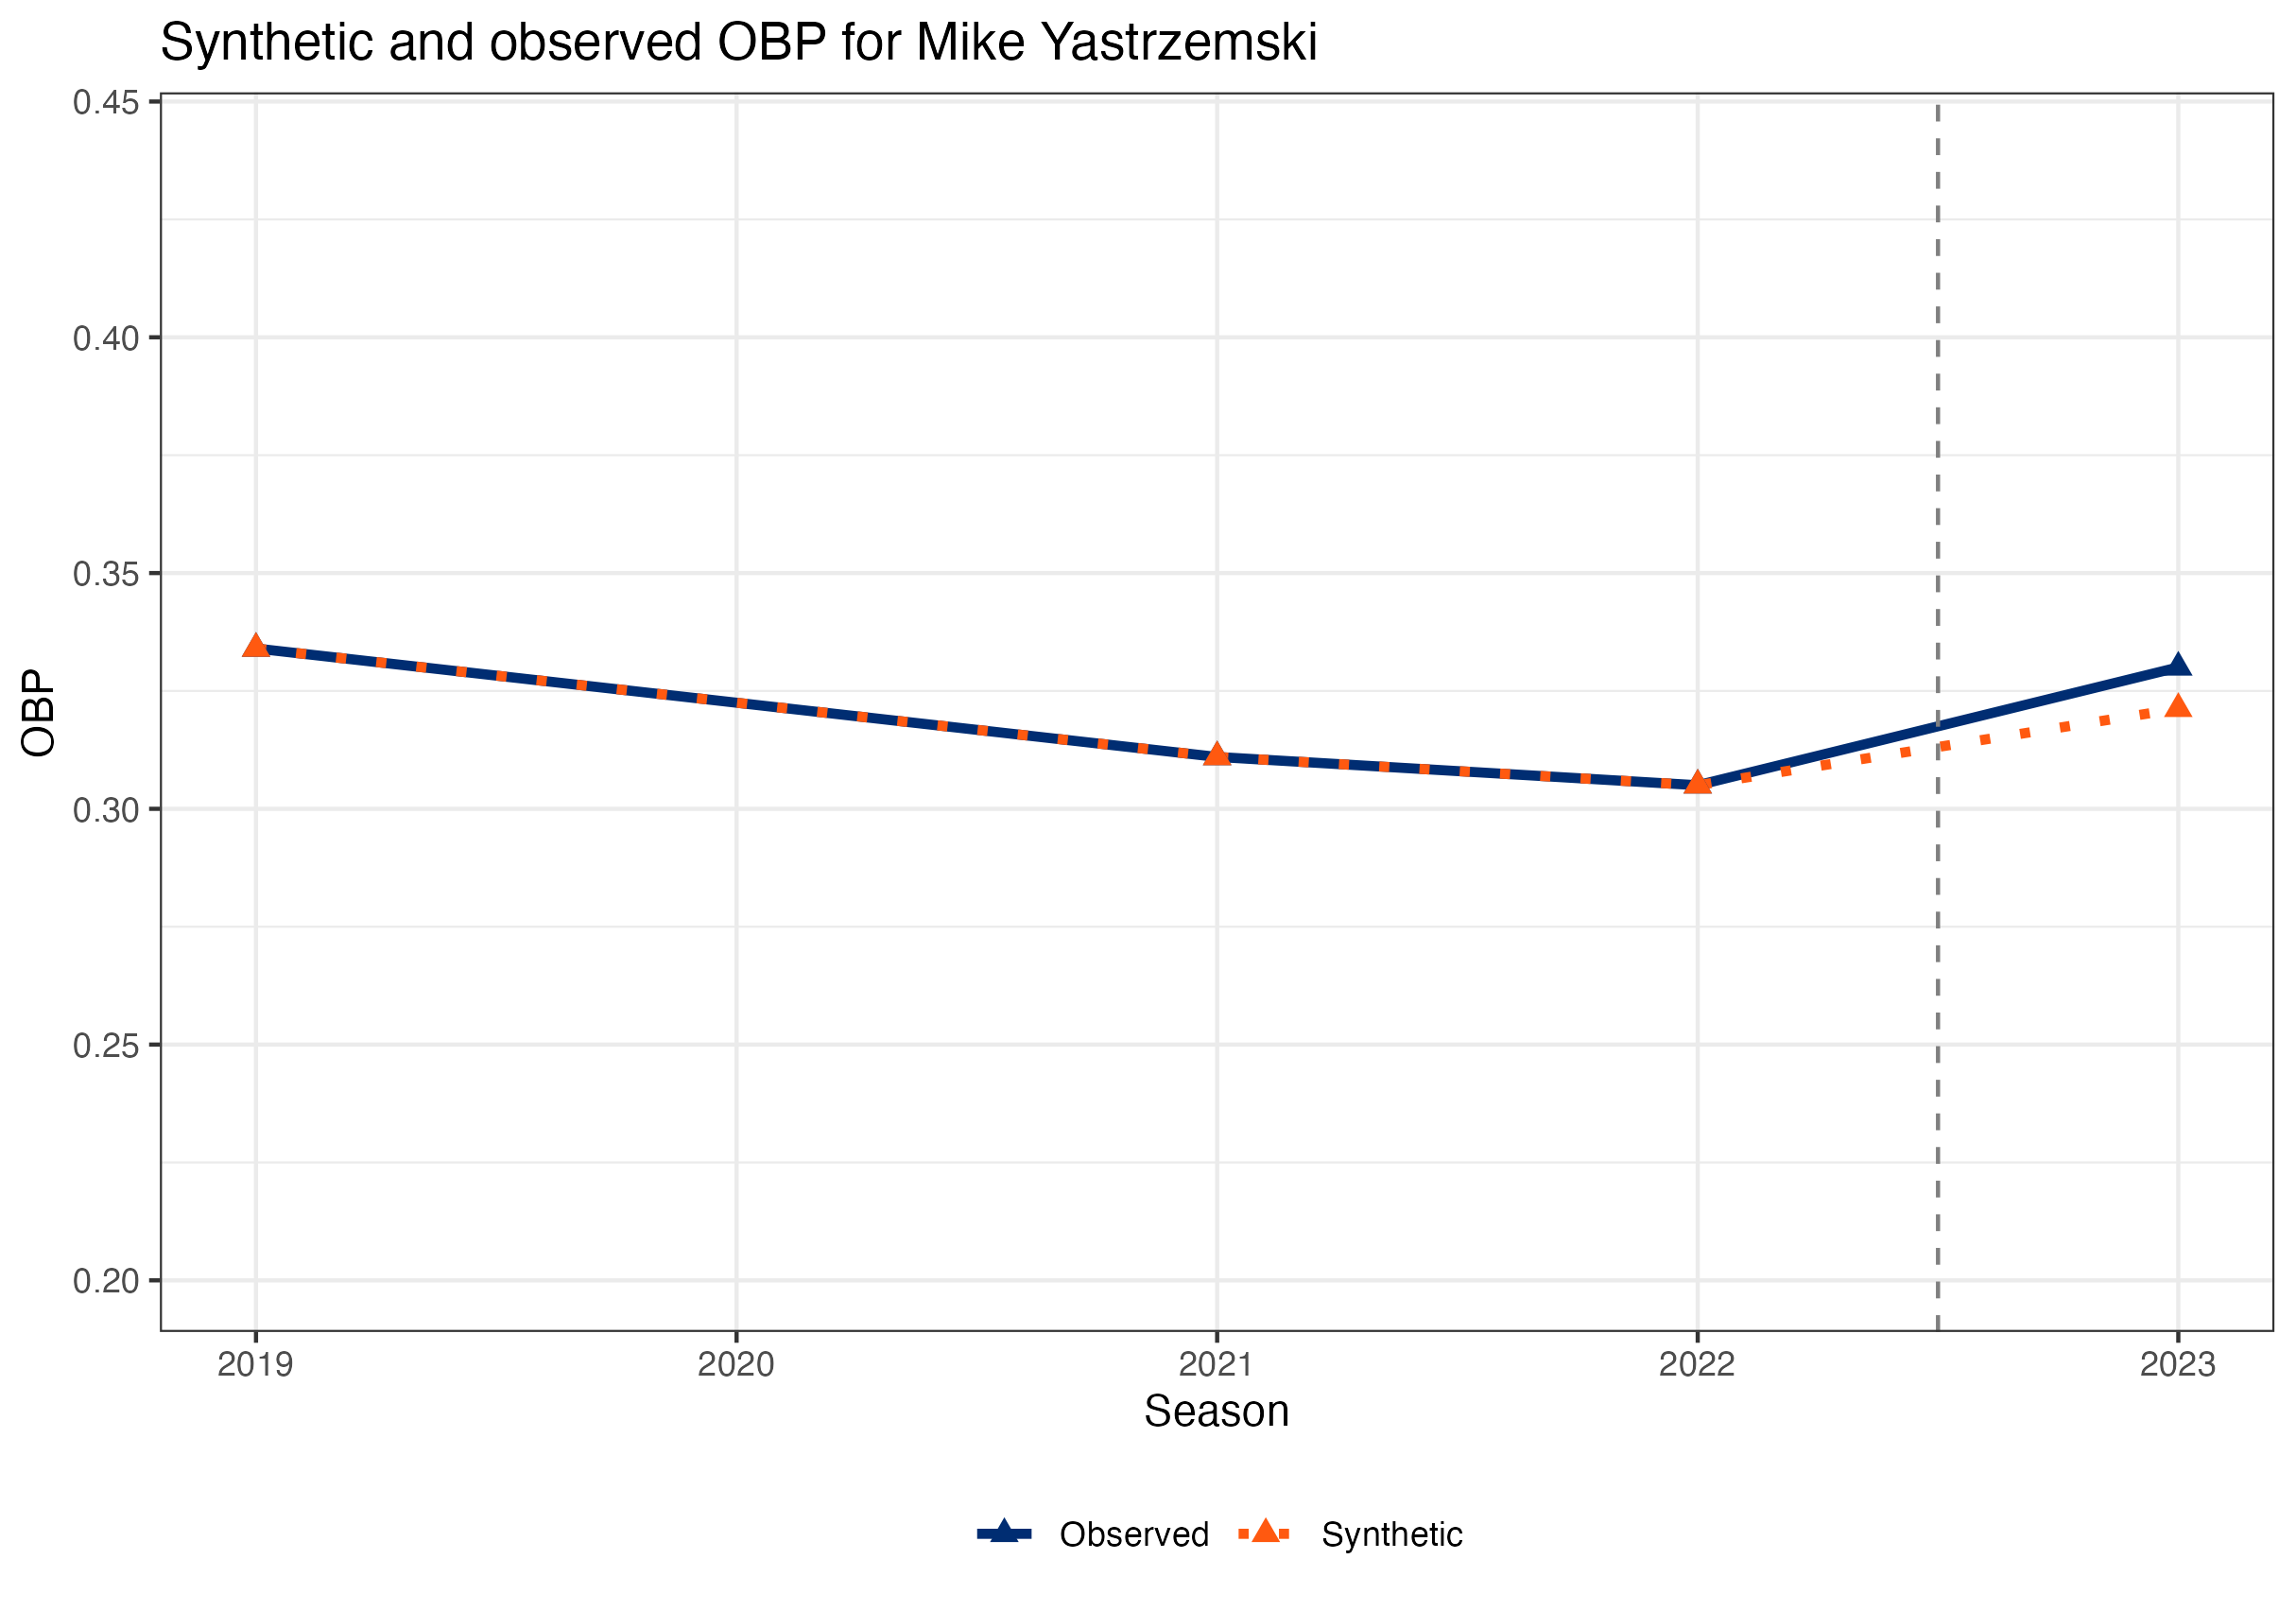 Synthetic and observed OBP for Mike Yastrzemski
0.45
0.40
0.35
0.30
0.25
0.20
OBP
2019 2020 2021 2022 2023
Season
Observed Synthetic